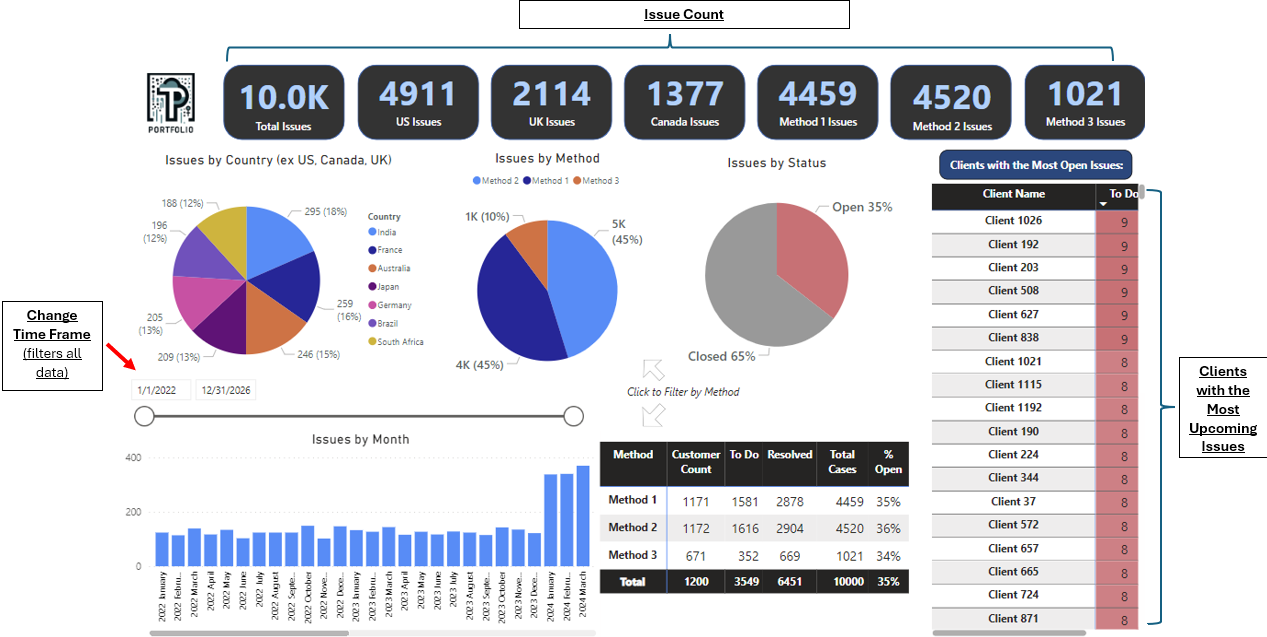 Issue Count
10.0K
Total Issues
4911
US Issues
2114
UK Issues
1377
Canada Issues
4459
Method 1 Issues
4520
Method 2 Issues
1021
Method 3 Issues
TP
PORTFOLIO
Issues by Country (ex US, Canada, UK)
188 (12%)
295 (18%)
196
(12%)
259
(16%)
205
(13%)
209 (13%)
246 (15%)
Country
India
France
Australia
Japan
Germany
Brazil
South Africa
Issues by Method
Method 2 Method 1 Method 3
1K (10%)
5K
(45%)
4K (45%)
Issues by Status
Open 35%
Closed 65%
Click to Filter by Method
Clients with the Most Open Issues:
Client Name To Do
Client 1026 9
Client 192 9
Client 203 9
Client 508 9
Client 627 9
Client 838 9
Client 1021 8
Client 1115 8
Client 1192 8
Client 190 8
Client 224 8
Client 344 8
Client 37 8
Client 572 8
Client 657 8
Client 665 8
Client 724 8
Client 871 8
Clients
with the
Most
Upcoming
Issues
Change
Time Frame
(filters all
data)
1/1/2022 12/31/2026
Issues by Month
400
200
0
2022 January
2022 Febru...
2022 March
2022 April
2022 May
2022 June
2022 July
2022 August
2022 Septe...
2022 October
2022 Nove...
2022 Dece...
2023 January
2023 Febru...
2023 March
2023 April
2023 May
2023 June
2023 July
2023 August
2023 Septe...
2023 October
2023 Nove...
2023 Dece...
2024 January
2024 Febru...
2024 March
Method Customer Count To Do Resolved Total Cases % Open
Method 1 1171 1581 2878 4459 35%
Method 2 1172 1616 2904 4520 36%
Method 3 671 352 669 1021 34%
Total 1200 3549 6451 10000 35%